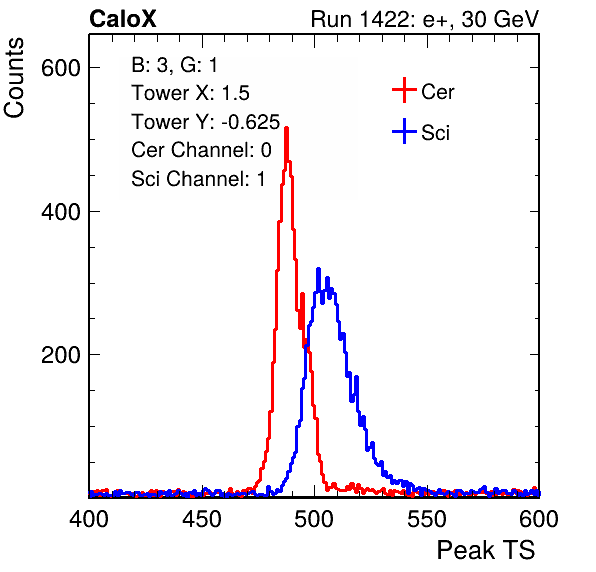 CaloX Run 1422: e+, 30 GeV
Counts
600
400
200
B: 3, G: 1
Tower X: 1.5
Tower Y: -0.625
Cer Channel: 0
Sci Channel: 1
Cer
Sci
400 450 500 550 600
Peak TS